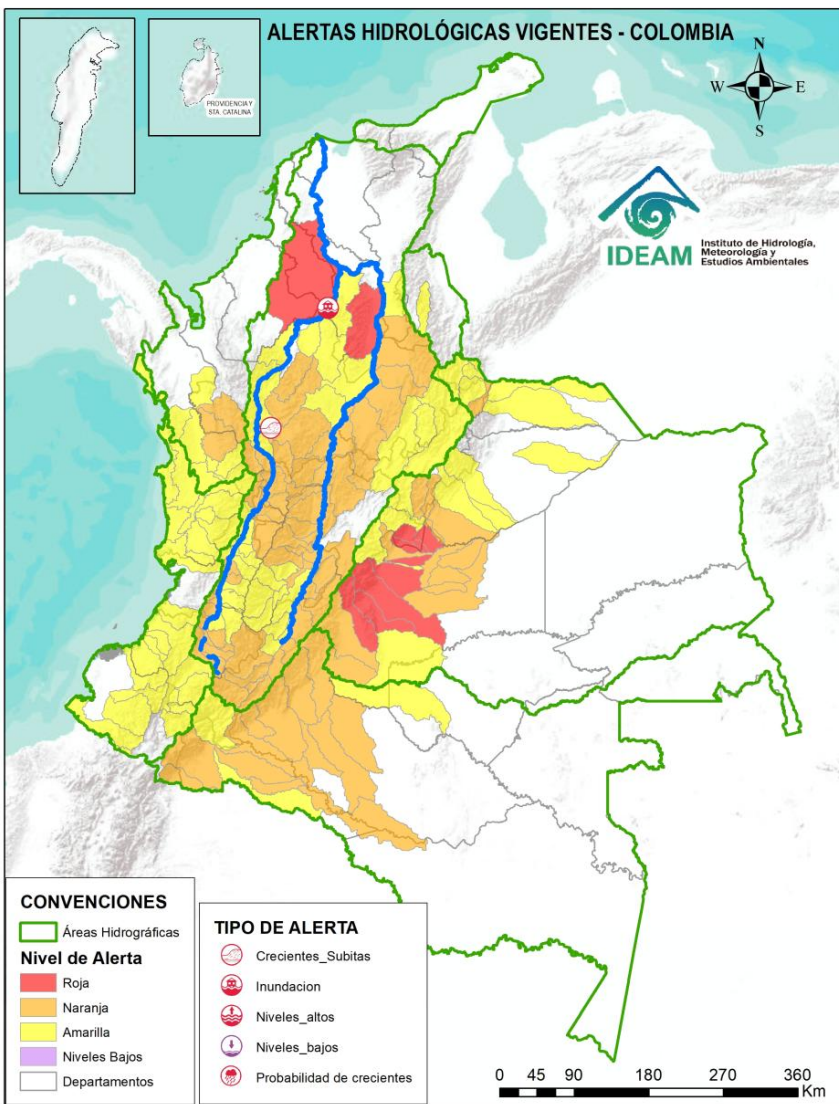 ALERTAS HIDROLÓGICAS VIGENTES - COLOMBIA
PROVIDENCIA Y
STA. CATALINA
N
W
E
S
IDEAM
Instituto de Hidrología,
Meteorología y
Estudios Ambientales
CONVENCIONES
Áreas Hidrográficas
Nivel de Alerta
Roja
Naranja
Amarilla
Niveles Bajos
Departamentos
TIPO DE ALERTA
Crecientes_Subitas
Inundacion
Niveles_altos
Niveles_bajos
Probabilidad de crecientes
0 45 90 180 270 360
Km